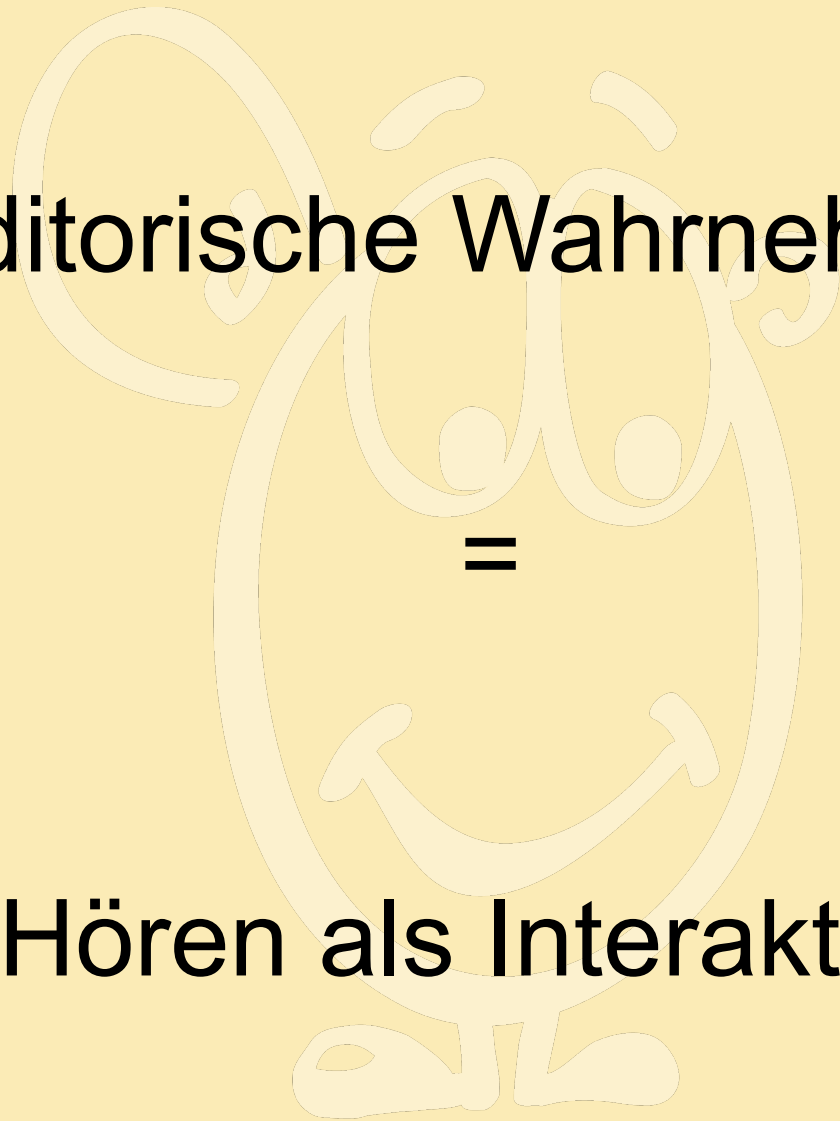 ditorische Wahrneh
=
Hören als Interakt